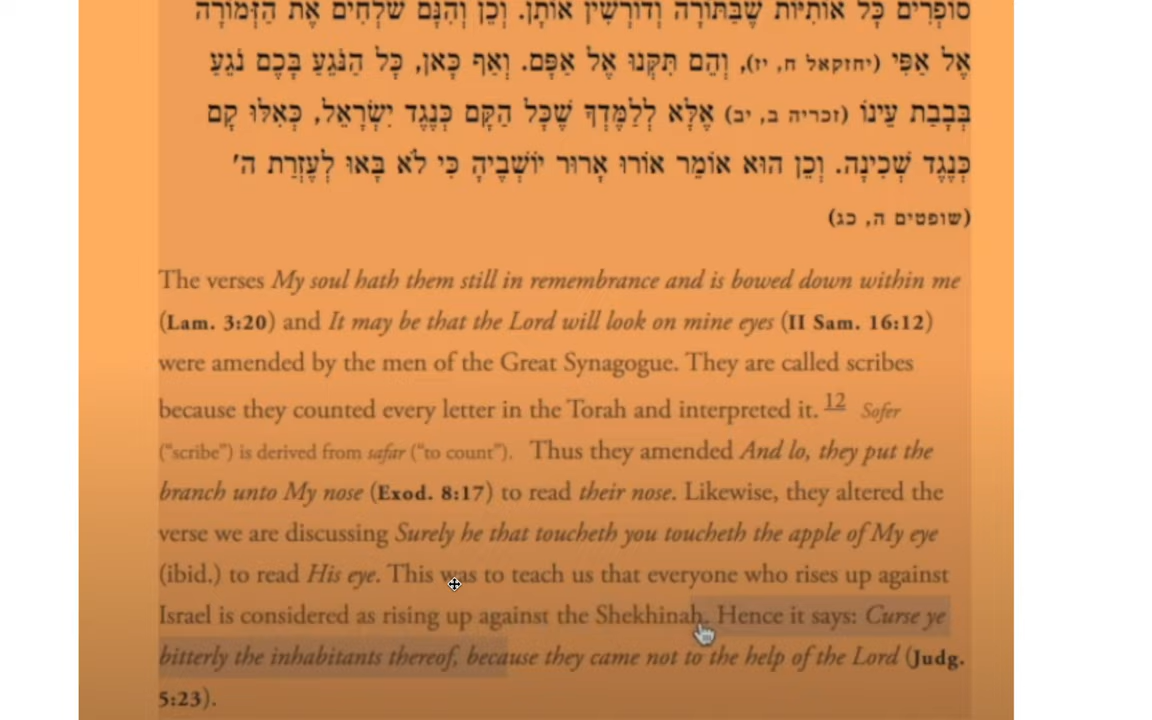 סוֹפְרִים כָּל אוֹתִיּוֹת שֶׁבַּתּוֹרָה וְדוֹרְשִׁין אוֹתָן. וְכֵן וְהִנָּם שֹׁלְחִים אֶת הַזְּמוֹרָה
אֶל אַפִּי (יחזקאל ח, יז), וְהֵם תִּקְּנוּ אֶל אַפָּם. וְאַף כָּאן, כָּל הַנֹּגֵעַ בָּכֶם נֹגֵעַ
בְּבָבַת עֵינוֹ (זכריה ב, יב) אֶלָּא לְלַמֶּדְךָ שֶׁכָּל הַקָּם כְּנֶגֶד יִשְׂרָאֵל, כְּאִלּוּ קָם
כְּנֶגֶד שְׁכִינָה. וְכֵן הוּא אוֹמֵר אוֹרוּ אָרוּר יוֹשְׁבֶיהָ כִּי לֹא בָּאוּ לְעֶזְרַת ה'
(שופטים ה, כג)
The verses My soul hath them still in remembrance and is bowed down within me
(Lam. 3:20) and It may be that the Lord will look on mine eyes (II Sam. 16:12)
were amended by the men of the Great Synagogue. They are called scribes
because they counted every letter in the Torah and interpreted it. 12 Sofer
("scribe") is derived from safar ("to count"). Thus they amended And lo, they put the
branch unto My nose (Exod. 8:17) to read their nose. Likewise, they altered the
verse we are discussing Surely he that toucheth you toucheth the apple of My eye
(ibid.) to read His eye. This was to teach us that everyone who rises up against
Israel is considered as rising up against the Shekhinah. Hence it says: Curse ye
bitterly the inhabitants thereof, because they came not to the help of the Lord (Judg.
5:23).